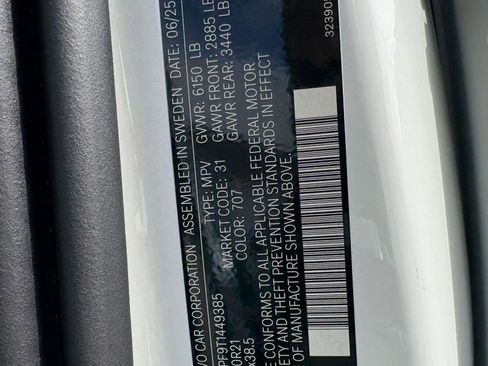 VO CAR CORPORATION ASSEMBLED IN SWEDEN DATE: 06/25
GVWR: 6150 LB
GAWR FRONT: 2885 LB
GAWR REAR: 3440 LB
PF9T1449385 TYPE: MPV
MARKET CODE: 31
0R21 COLOR: 707
x38.5
E CONFORMS TO ALL APPLICABLE FEDERAL MOTOR
ETY AND THEFT PREVENTION STANDARDS IN EFFECT
OF MANUFACTURE SHOWN ABOVE.
32390